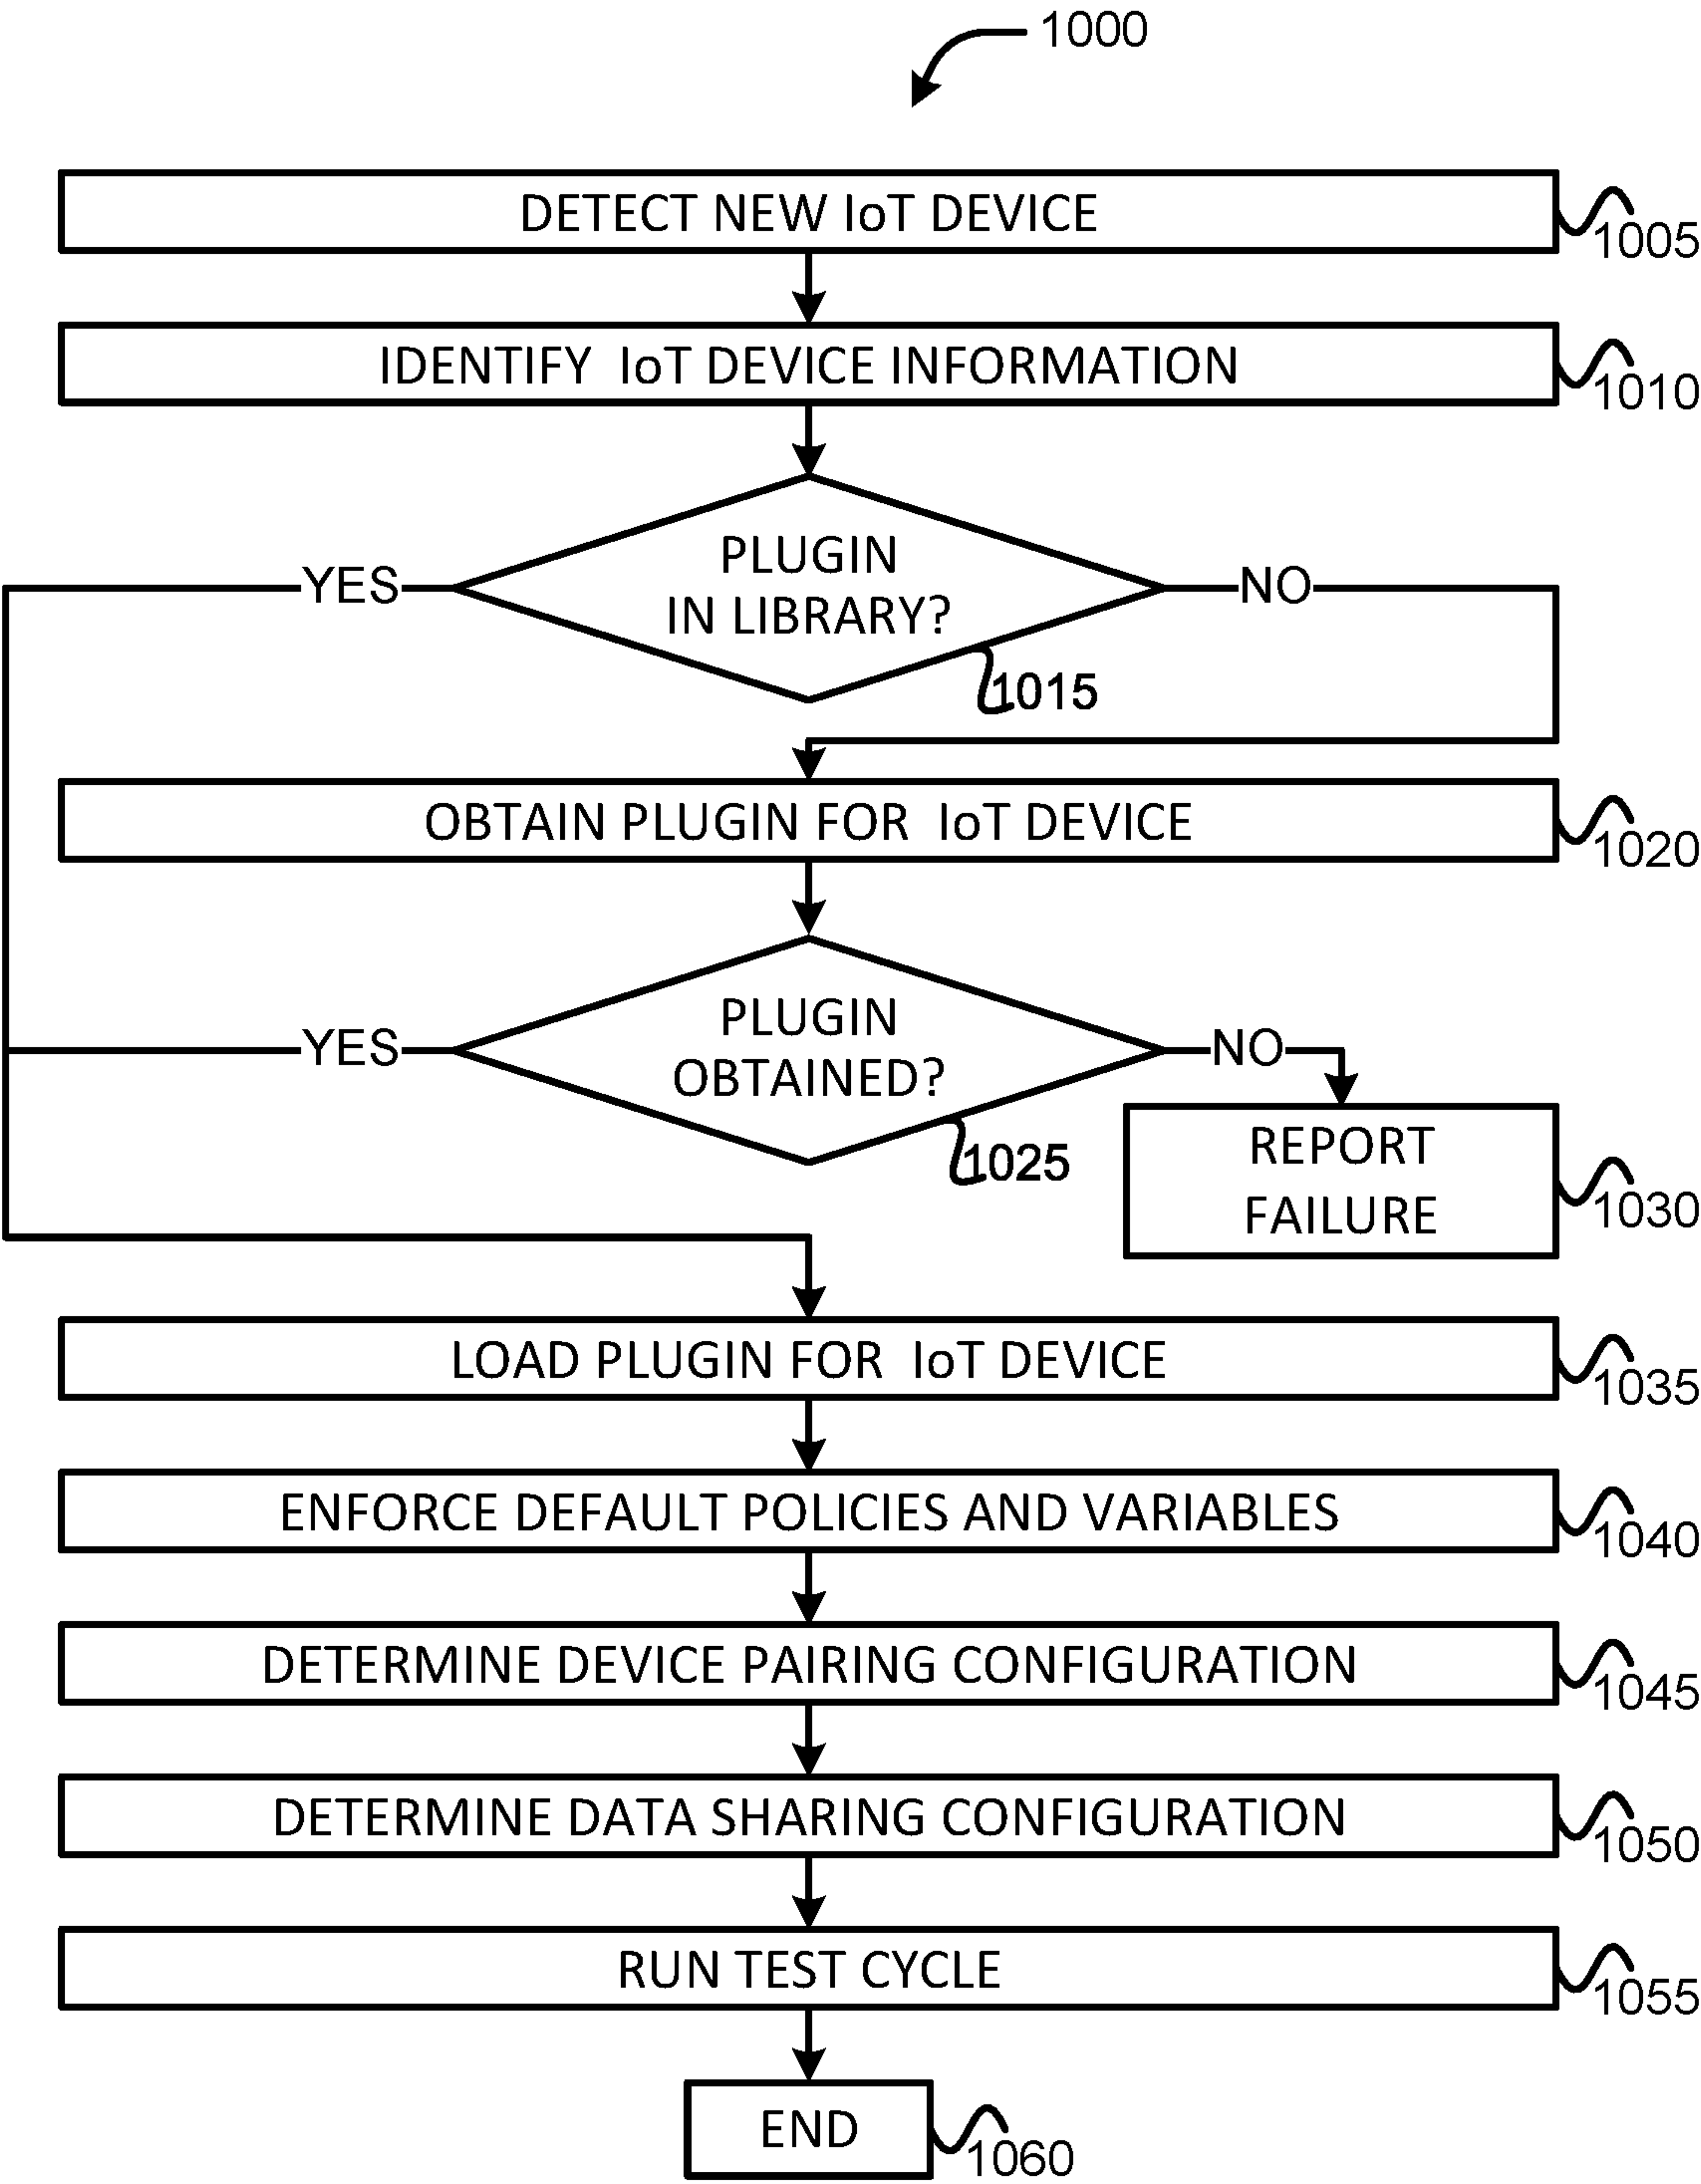 1000
DETECT NEW IoT DEVICE
1005
IDENTIFY IoT DEVICE INFORMATION
1010
PLUGIN
IN LIBRARY?
YES
NO
1015
OBTAIN PLUGIN FOR IoT DEVICE
1020
PLUGIN
OBTAINED?
YES
NO
1025
REPORT
FAILURE
1030
LOAD PLUGIN FOR IoT DEVICE
1035
ENFORCE DEFAULT POLICIES AND VARIABLES
1040
DETERMINE DEVICE PAIRING CONFIGURATION
1045
DETERMINE DATA SHARING CONFIGURATION
1050
RUN TEST CYCLE
1055
END
1060